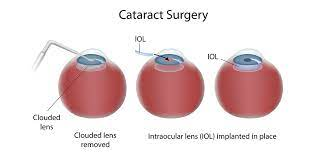 Cataract Surgery
IOL
IOL
Clouded
lens
Clouded lens
removed
Intraocular lens (IOL) implanted in place